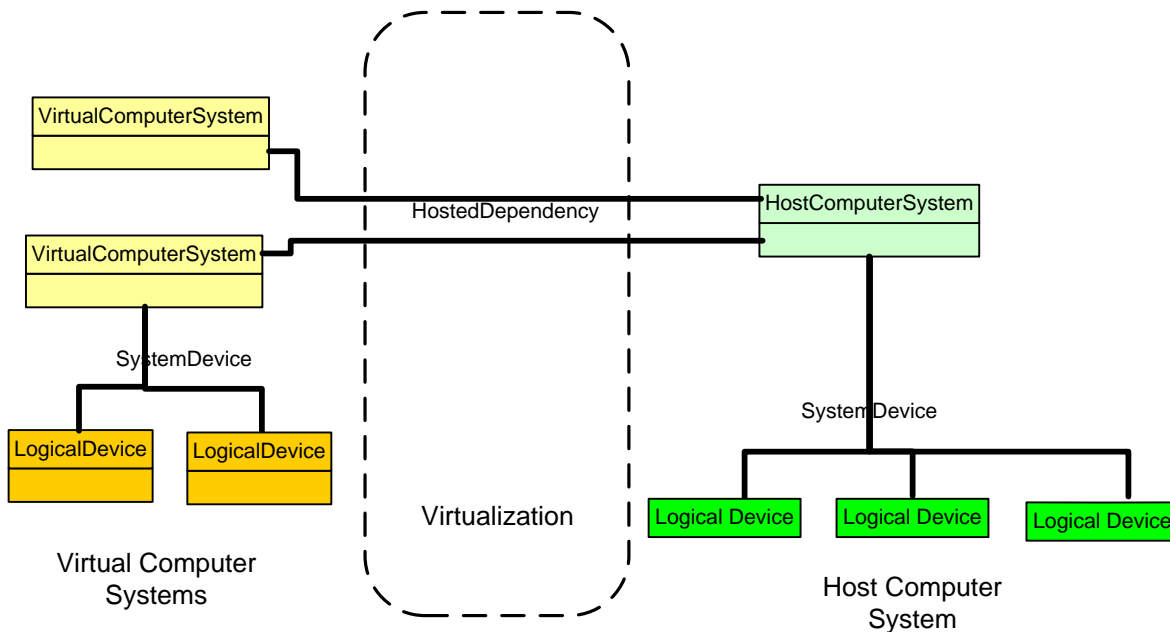 VirtualComputerSystem
HostComputerSystem
HostedDependency
VirtualComputerSystem
SystemDevice
SystemDevice
LogicalDevice
LogicalDevice
Logical Device
Logical Device
Logical Device
Virtualization
Virtual Computer
Systems
Host Computer
System